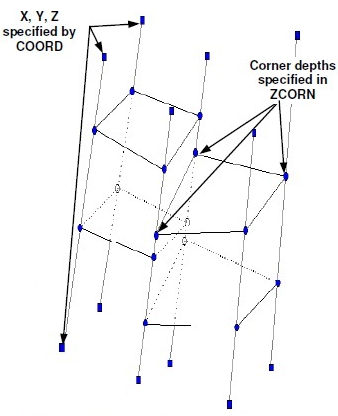 X, Y, Z
specified by
COORD
Corner depths
specified in
ZCORN